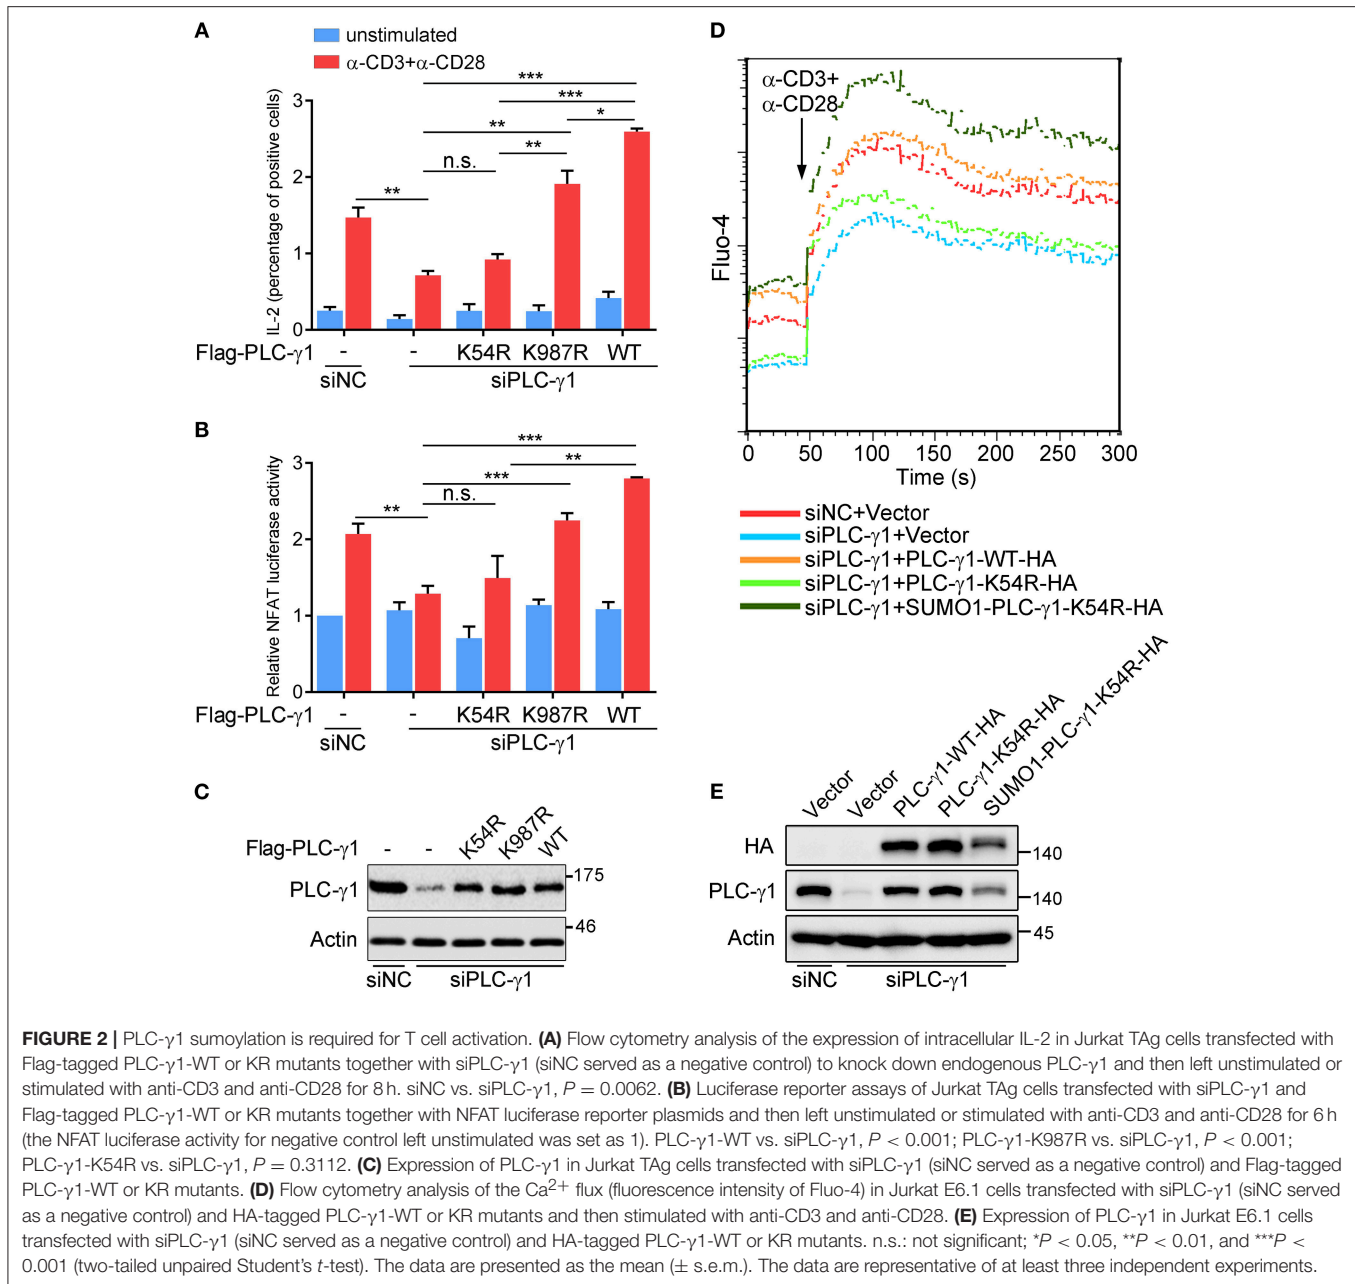 A
unstimulated
α-CD3+α-CD28
IL-2 (percentage of positive cells)
3
2
1
0
***
***
*
**
**
n.s.
**
Flag-PLC-γ1 - - K54R K987R WT
siNC siPLC-γ1
B
Relative NFAT luciferase activity
3
2
1
0
***
**
***
n.s.
**
Flag-PLC-γ1 - - K54R K987R WT
siNC siPLC-γ1
C
Flag-PLC-γ1 - - K54R K987R WT
PLC-γ1 175
Actin 46
siNC siPLC-γ1
D
α-CD3+
α-CD28
Fluo-4
0 50 100 150 200 250 300
Time (s)
siNC+Vector
siPLC-γ1+Vector
siPLC-γ1+PLC-γ1-WT-HA
siPLC-γ1+PLC-γ1-K54R-HA
siPLC-γ1+SUMO1-PLC-γ1-K54R-HA
E
Vector Vector PLC-γ1-WT-HA PLC-γ1-K54R-HA SUMO1-PLC-γ1-K54R-HA
HA 140
PLC-γ1 140
Actin 45
siNC siPLC-γ1
FIGURE 2 | PLC-γ1 sumoylation is required for T cell activation. (A) Flow cytometry analysis of the expression of intracellular IL-2 in Jurkat TAg cells transfected with
Flag-tagged PLC-γ1-WT or KR mutants together with siPLC-γ1 (siNC served as a negative control) to knock down endogenous PLC-γ1 and then left unstimulated or
stimulated with anti-CD3 and anti-CD28 for 8 h. siNC vs. siPLC-γ1, P = 0.0062. (B) Luciferase reporter assays of Jurkat TAg cells transfected with siPLC-γ1 and
Flag-tagged PLC-γ1-WT or KR mutants together with NFAT luciferase reporter plasmids and then left unstimulated or stimulated with anti-CD3 and anti-CD28 for 6 h
(the NFAT luciferase activity for negative control left unstimulated was set as 1). PLC-γ1-WT vs. siPLC-γ1, P < 0.001; PLC-γ1-K987R vs. siPLC-γ1, P < 0.001;
PLC-γ1-K54R vs. siPLC-γ1, P = 0.3112. (C) Expression of PLC-γ1 in Jurkat TAg cells transfected with siPLC-γ1 (siNC served as a negative control) and Flag-tagged
PLC-γ1-WT or KR mutants. (D) Flow cytometry analysis of the Ca2+ flux (fluorescence intensity of Fluo-4) in Jurkat E6.1 cells transfected with siPLC-γ1 (siNC served
as a negative control) and HA-tagged PLC-γ1-WT or KR mutants and then stimulated with anti-CD3 and anti-CD28. (E) Expression of PLC-γ1 in Jurkat E6.1 cells
transfected with siPLC-γ1 (siNC served as a negative control) and HA-tagged PLC-γ1-WT or KR mutants. n.s.: not significant; *P < 0.05, **P < 0.01, and ***P <
0.001 (two-tailed unpaired Student's t-test). The data are presented as the mean (± s.e.m.). The data are representative of at least three independent experiments.